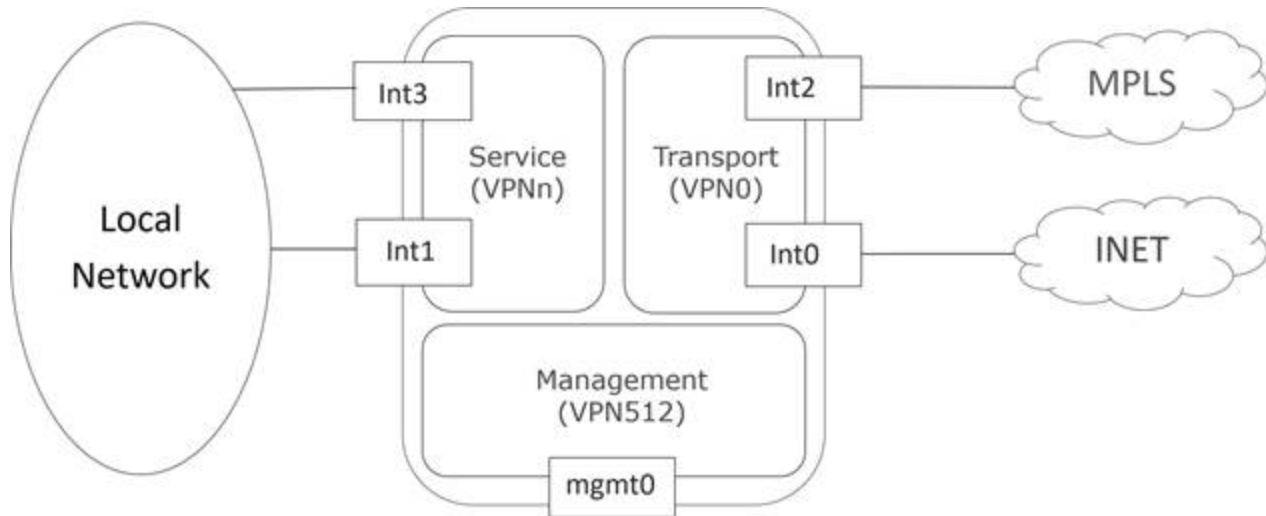 Int3
Int2
MPLS
Service
(VPNn)
Transport
(VPN0)
Local
Network
Int1
Int0
INET
Management
(VPN512)
mgmt0